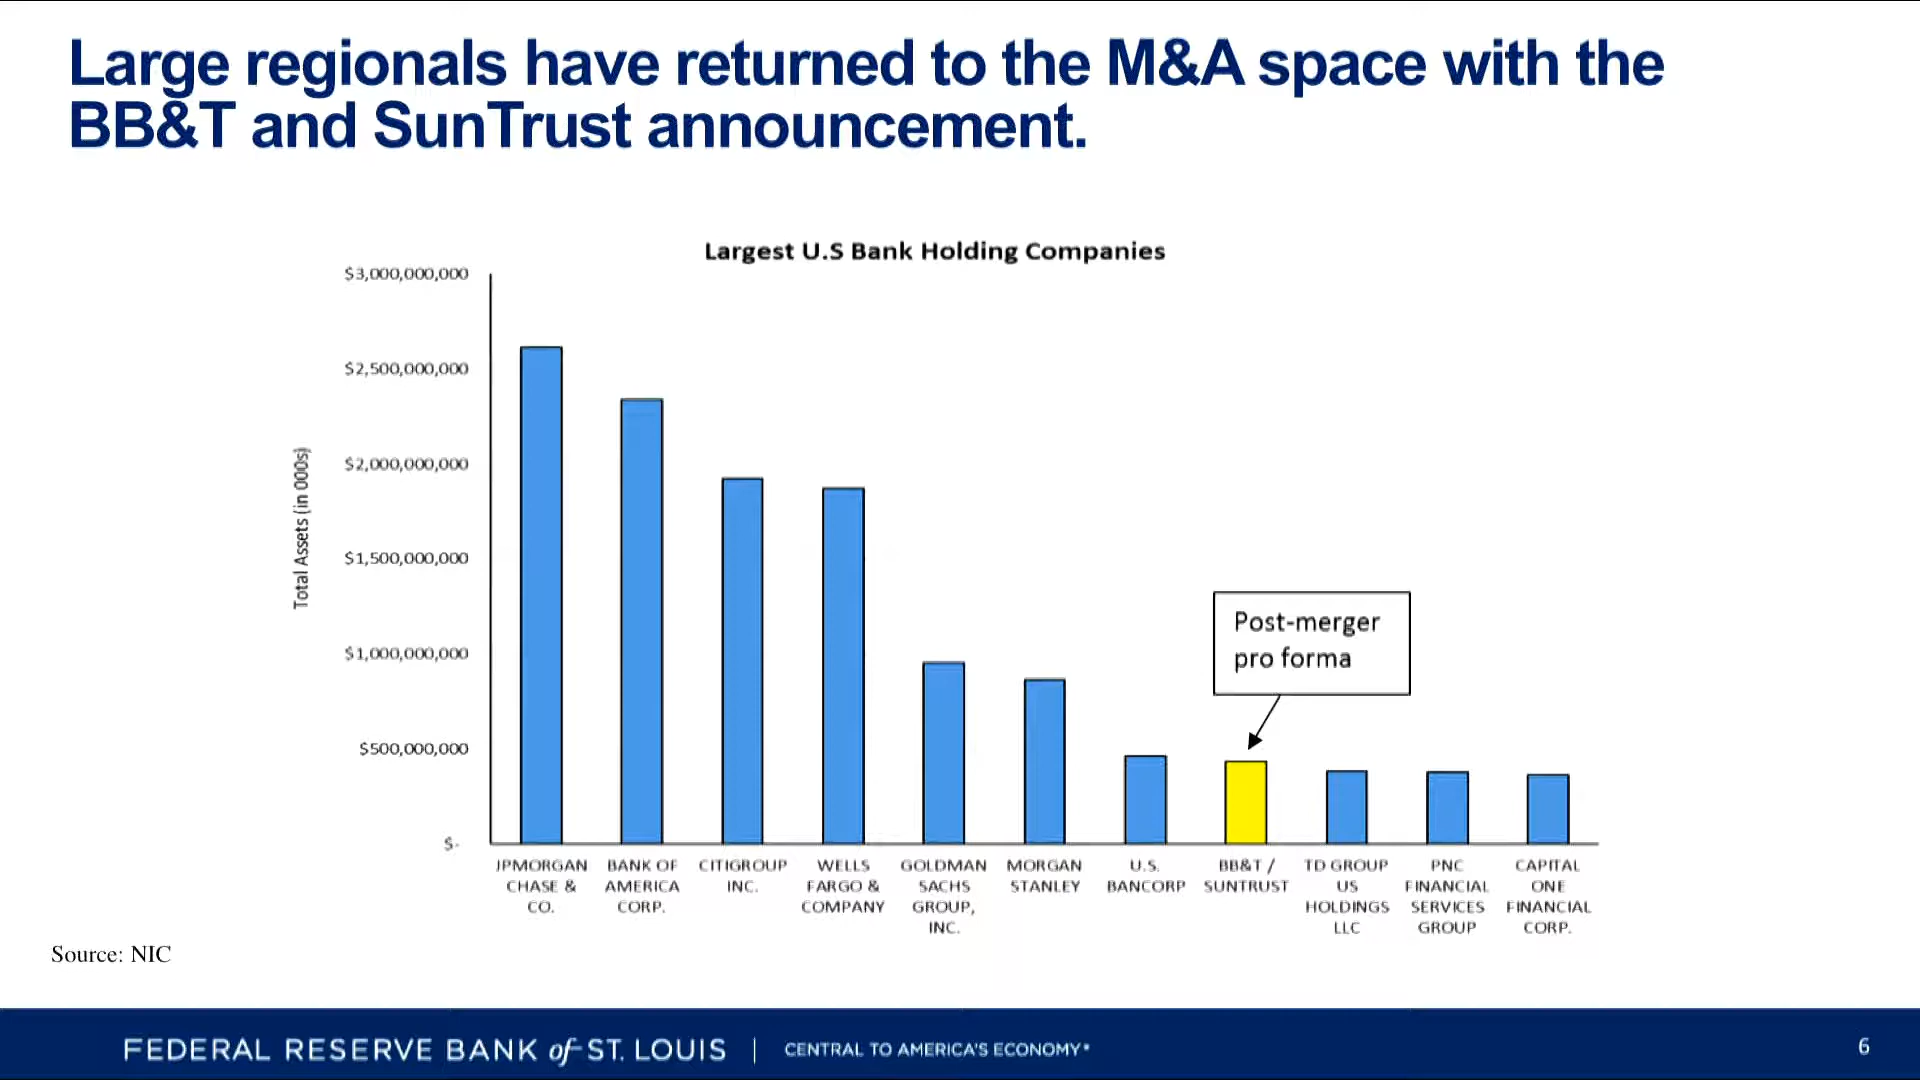 Large regionals have returned to the M&A space with the
BB&T and SunTrust announcement.
Largest U.S Bank Holding Companies
$3,000,000,000
$2,500,000,000
$2,000,000,000
$1,500,000,000
$1,000,000,000
$500,000,000
$-
Total Assets (in 000s)
Post-merger
pro forma
JPMORGAN
CHASE &
CO.
BANK OF
AMERICA
CORP.
CITIGROUP
INC.
WELLS
FARGO &
COMPANY
GOLDMAN
SACHS
GROUP,
INC.
MORGAN
STANLEY
U.S.
BANCORP
BB&T /
SUNTRUST
TD GROUP
US
HOLDINGS
LLC
PNC
FINANCIAL
SERVICES
GROUP
CAPITAL
ONE
FINANCIAL
CORP.
Source: NIC
FEDERAL RESERVE BANK of ST. LOUIS | CENTRAL TO AMERICA'S ECONOMY®
6